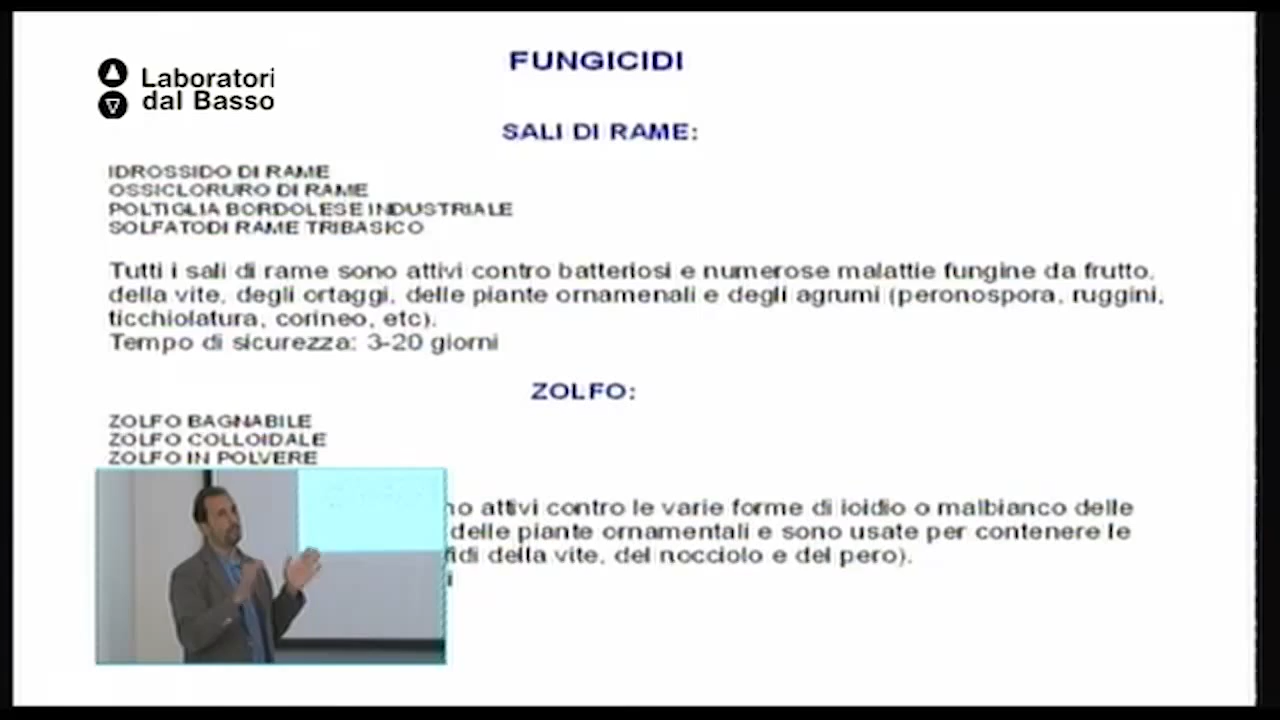 Laboratori
dal Basso
FUNGICIDI
SALI DI RAME:
IDROSSIDO DI RAME
OSSICLORURO DI RAME
POLTIGLIA BORDOLESE INDUSTRIALE
SOLFATODI RAME TRIBASICO
Tutti i sali di rame sono attivi contro batteriosi e numerose malattie fungine da frutto,
della vite, degli ortaggi, delle piante ornamenali e degli agrumi (peronospora, ruggini,
ticchiolatura, corineo, etc).
Tempo di sicurezza: 3-20 giorni
ZOLFO:
ZOLFO BAGNABILE
ZOLFO COLLOIDALE
ZOLFO IN POLVERE
attivi contro le varie forme di ioidio o malbianco delle
delle piante ornamentali e sono usate per contenere le
della vite, del nocciolo e del pero).